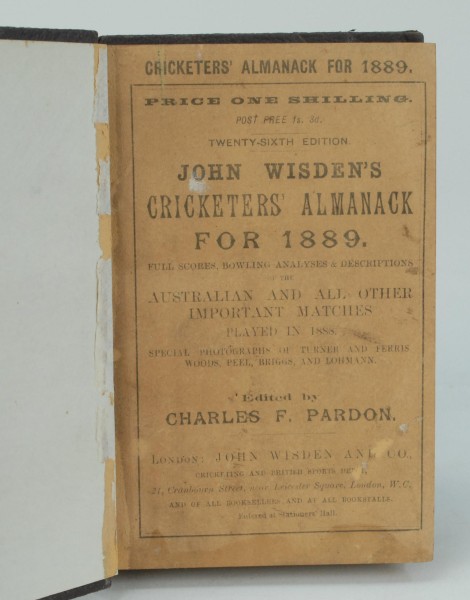 CRICKETERS' ALMANACK FOR 1889.
PRICE ONE SHILLING.
POST FREE 1s. 3d.
TWENTY-SIXTH EDITION.
JOHN WISDEN'S
CRICKETERS' ALMANACK
FOR 1889.
FULL SCORES, BOWLING ANALYSES & DESCRIPTIONS
OF THE
AUSTRALIAN AND ALL OTHER
IMPORTANT MATCHES
PLAYED IN 1888.
SPECIAL PHOTOGRAPHS OF TURNER AND FERRIS
WOODS, PEEL, BRIGGS, AND LOHMANN.
Edited by
CHARLES F. PARDON.
LONDON: JOHN WISDEN AND CO.,
CRICKETING AND BRITISH SPORTS
21, Cranbourn Street, near Leicester Square, London, W.C.
AND OF ALL BOOKSELLERS, AND AT ALL BOOKSTALLS.
Entered at Stationers' Hall.